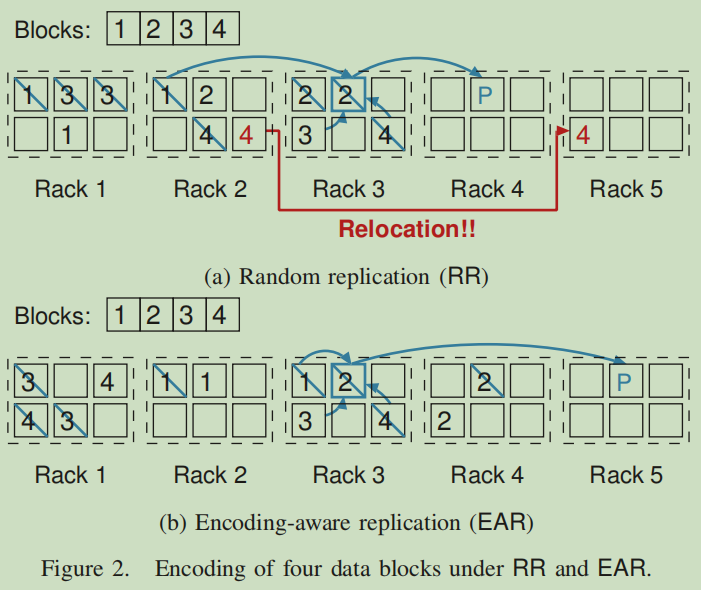 Blocks: 1 2 3 4
1 3 3 1 2 2 2 P
1 4 4 3 4 4
Rack 1 Rack 2 Rack 3 Rack 4 Rack 5
Relocation!!
(a) Random replication (RR)
Blocks: 1 2 3 4
3 4 1 1 1 2 2 P
4 3 3 4 2
Rack 1 Rack 2 Rack 3 Rack 4 Rack 5
(b) Encoding-aware replication (EAR)
Figure 2. Encoding of four data blocks under RR and EAR.